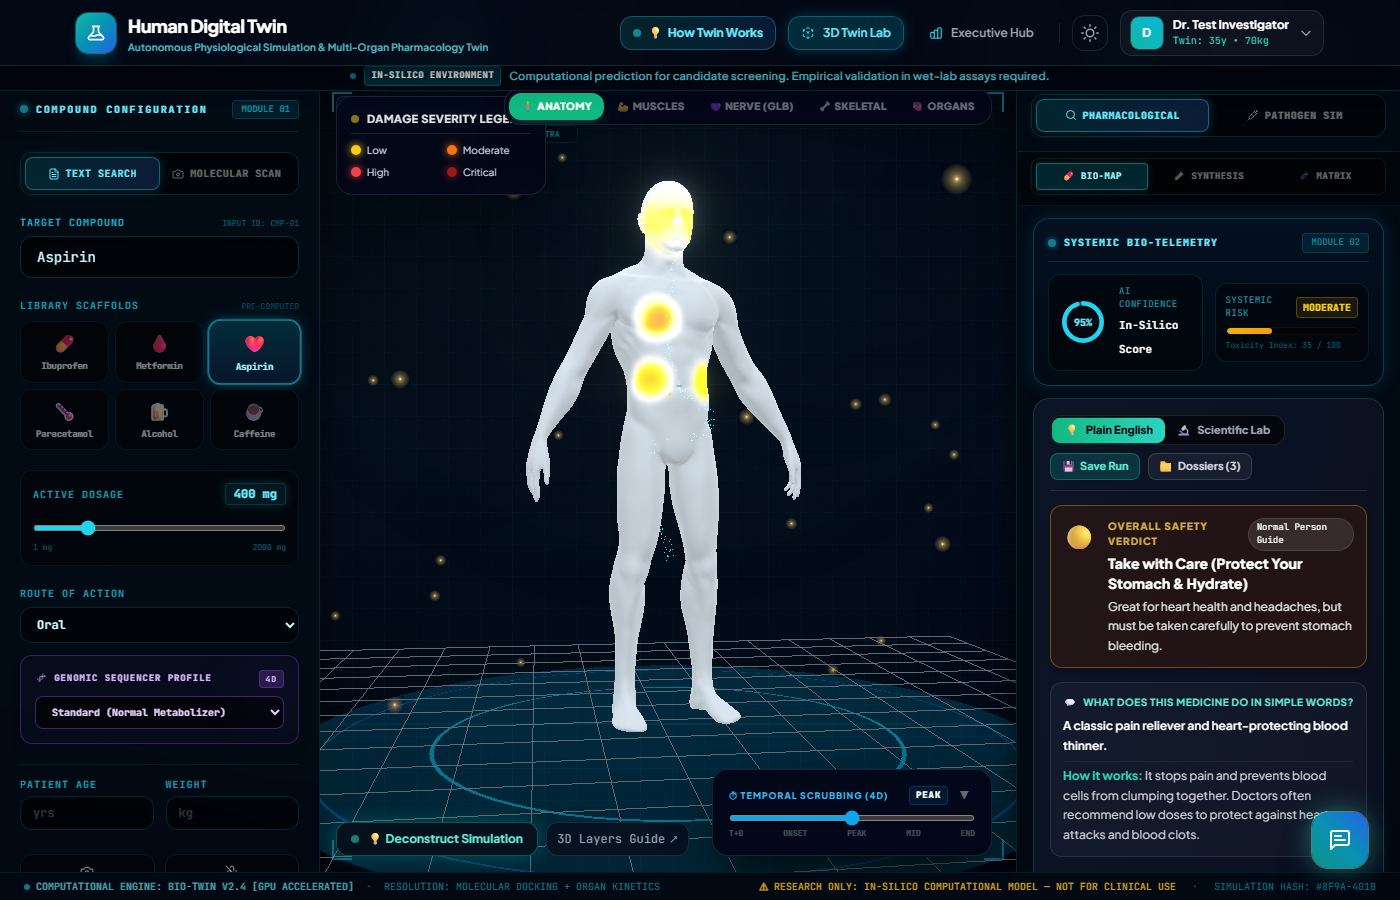 Human Digital Twin
Autonomous Physiological Simulation & Multi-Organ Pharmacology Twin
How Twin Works
3D Twin Lab
Executive Hub
D
Dr. Test Investigator
Twin: 35y • 70kg
IN-SILICO ENVIRONMENT
Computational prediction for candidate screening. Empirical validation in wet-lab assays required.
COMPOUND CONFIGURATION
MODULE 01
TEXT SEARCH
MOLECULAR SCAN
TARGET COMPOUND
INPUT ID: CMP-01
Aspirin
LIBRARY SCAFFOLDS
PRE-COMPUTED
Ibuprofen
Metformin
Aspirin
Paracetamol
Alcohol
Caffeine
ACTIVE DOSAGE
400 mg
1 mg
2000 mg
ROUTE OF ACTION
Oral
GENOMIC SEQUENCER PROFILE
4D
Standard (Normal Metabolizer)
PATIENT AGE
WEIGHT
yrs
kg
DAMAGE SEVERITY LEGE
Low
Moderate
High
Critical
TRA
ANATOMY
MUSCLES
NERVE (GLB)
SKELETAL
ORGANS
Deconstruct Simulation
3D Layers Guide ↗
TEMPORAL SCRUBBING (4D)
PEAK
▼
T+0
ONSET
PEAK
MID
END
PHARMACOLOGICAL
PATHOGEN SIM
BIO-MAP
SYNTHESIS
MATRIX
SYSTEMIC BIO-TELEMETRY
MODULE 02
95%
AI
CONFIDENCE
In-Silico
Score
SYSTEMIC
RISK
MODERATE
Toxicity Index: 35 / 100
Plain English
Scientific Lab
Save Run
Dossiers (3)
OVERALL SAFETY
VERDICT
Normal Person
Guide
Take with Care (Protect Your
Stomach & Hydrate)
Great for heart health and headaches, but
must be taken carefully to prevent stomach
bleeding.
WHAT DOES THIS MEDICINE DO IN SIMPLE WORDS?
A classic pain reliever and heart-protecting blood
thinner.
How it works: It stops pain and prevents blood
cells from clumping together. Doctors often
recommend low doses to protect against hear
attacks and blood clots.
COMPUTATIONAL ENGINE: BIO-TWIN V2.4 [GPU ACCELERATED]
·
RESOLUTION: MOLECULAR DOCKING + ORGAN KINETICS
⚠ RESEARCH ONLY: IN-SILICO COMPUTATIONAL MODEL — NOT FOR CLINICAL USE
·
SIMULATION HASH: #8F9A-401B